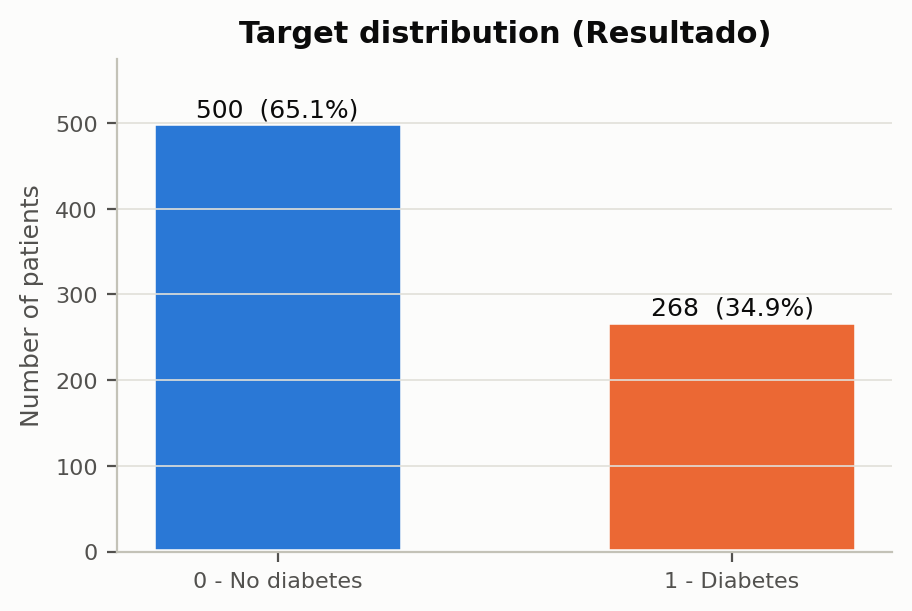 Target distribution (Resultado)
Number of patients
500
400
300
200
100
0
500 (65.1%)
268 (34.9%)
0 - No diabetes
1 - Diabetes